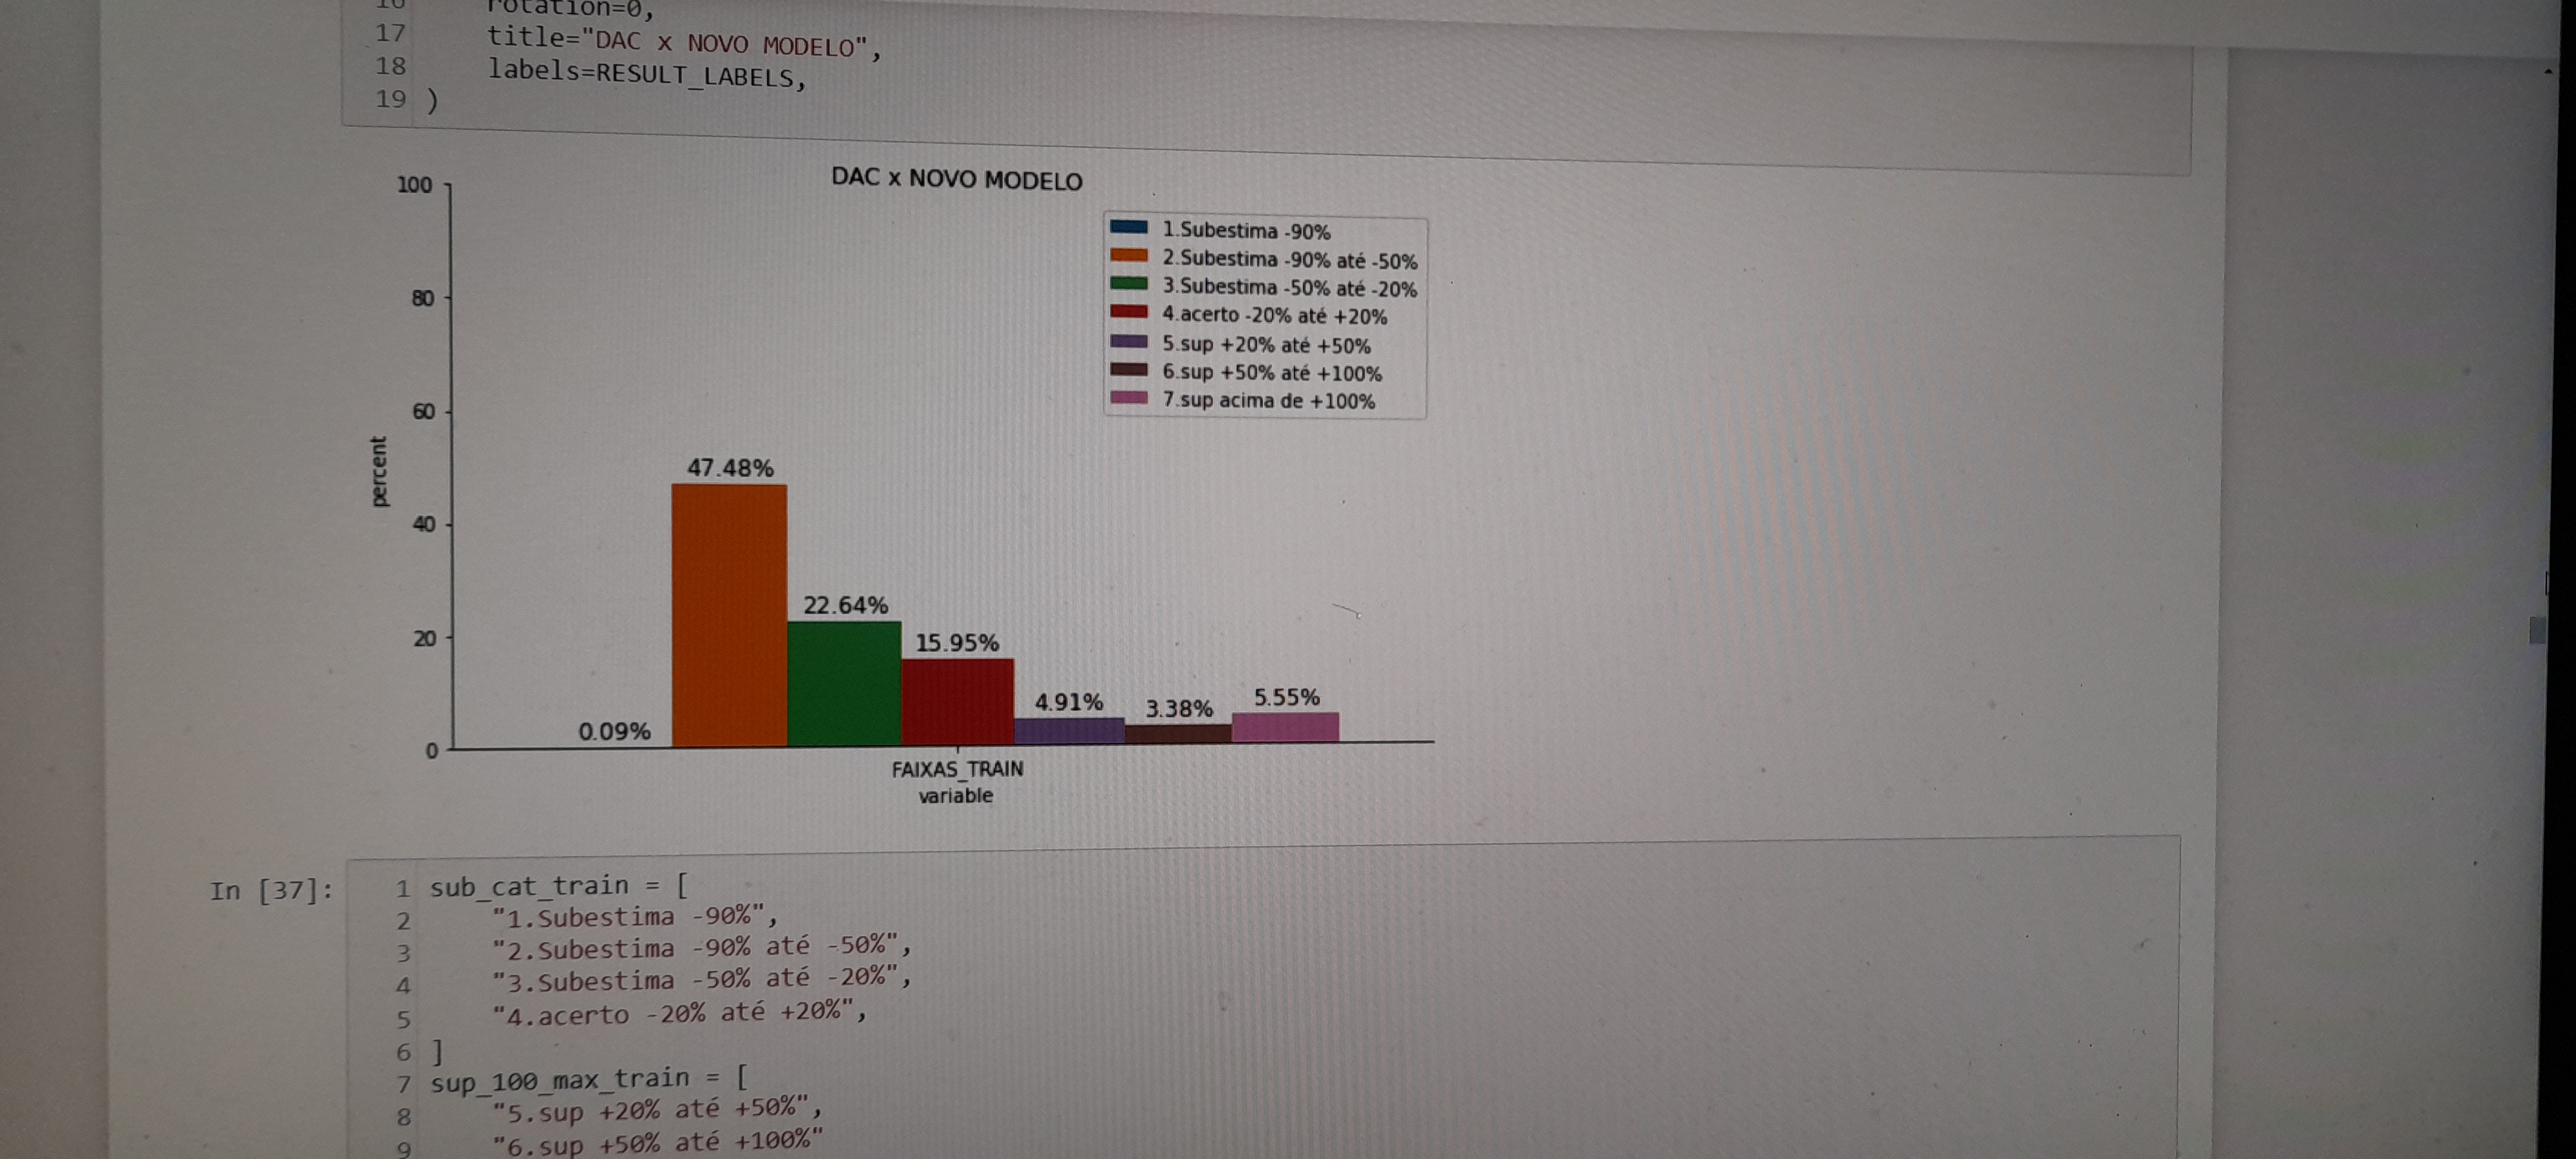 16 rotation=0,
17 title="DAC x NOVO MODELO",
18 labels=RESULT_LABELS,
19 )
DAC x NOVO MODELO
100
80
60
40
20
0
percent
1.Subestima -90%
2.Subestima -90% até -50%
3.Subestima -50% até -20%
4.acerto -20% até +20%
5.sup +20% até +50%
6.sup +50% até +100%
7.sup acima de +100%
0.09%
47.48%
22.64%
15.95%
4.91%
3.38%
5.55%
FAIXAS_TRAIN
variable
In [37]:
1 sub_cat_train = [
2 "1.Subestima -90%",
3 "2.Subestima -90% até -50%",
4 "3.Subestima -50% até -20%",
5 "4.acerto -20% até +20%",
6 ]
7 sup_100_max_train = [
8 "5.sup +20% até +50%",
9 "6.sup +50% até +100%"